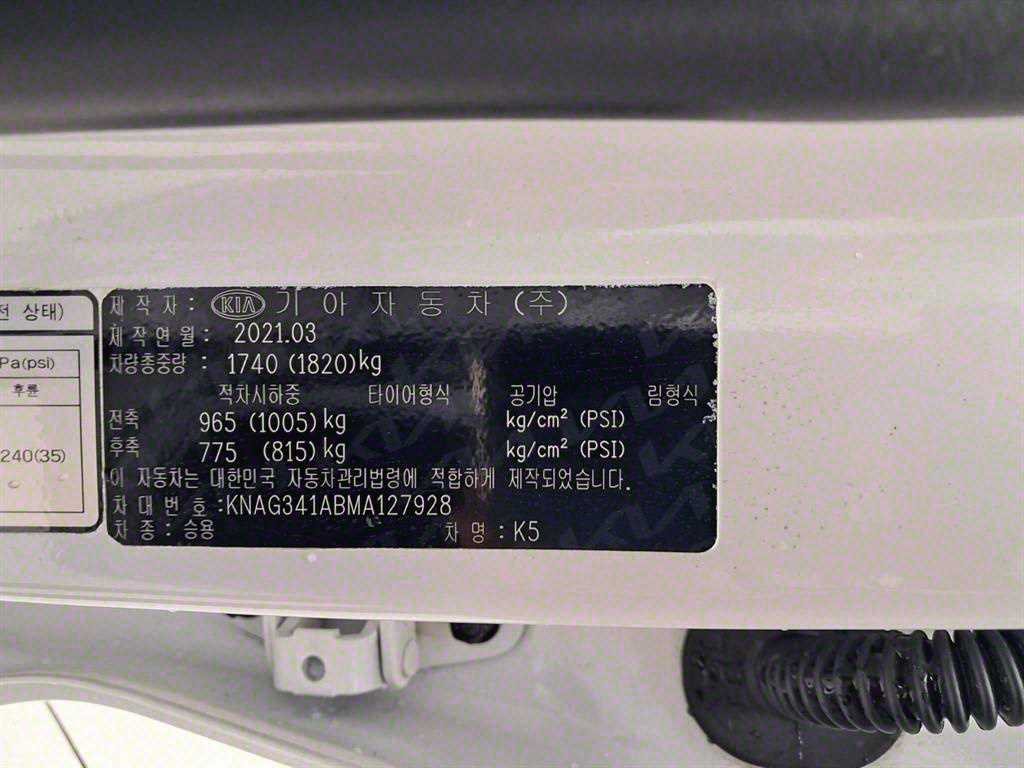 전 상태)
Pa(psi)
후륜
240(35)
제 작 자 : KIA 기 아 자 동 차 (주)
제 작 연 월 : 2021.03
차량총중량 : 1740 (1820)kg
적차시하중 타이어형식 공기압 림형식
전축 965 (1005)kg kg/cm² (PSI)
후축 775 (815)kg kg/cm² (PSI)
이 자동차는 대한민국 자동차관리법령에 적합하게 제작되었습니다.
차 대 번 호 :KNAG341ABMA127928
차 종 : 승용 차 명 : K5